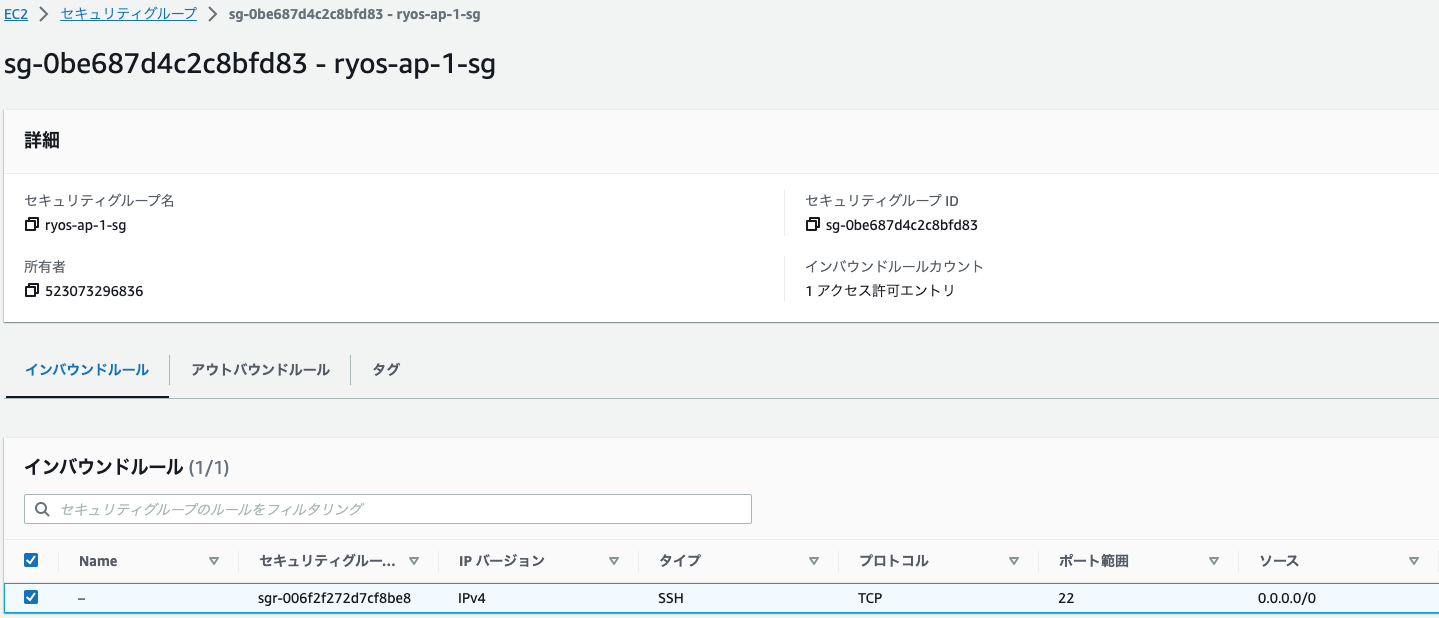 EC2 > セキュリティグループ > sg-0be687d4c2c8bfd83 - ryos-ap-1-sg
sg-0be687d4c2c8bfd83 - ryos-ap-1-sg
詳細
セキュリティグループ名 セキュリティグループ ID
ryos-ap-1-sg sg-0be687d4c2c8bfd83
所有者 インバウンドルールカウント
523073296836 1 アクセス許可エントリ
インバウンドルール アウトバウンドルール タグ
インバウンドルール (1/1)
セキュリティグループのルールをフィルタリング
Name セキュリティグルー... IP バージョン タイプ プロトコル ポート範囲 ソース
– sgr-006f2f272d7cf8be8 IPv4 SSH TCP 22 0.0.0.0/0